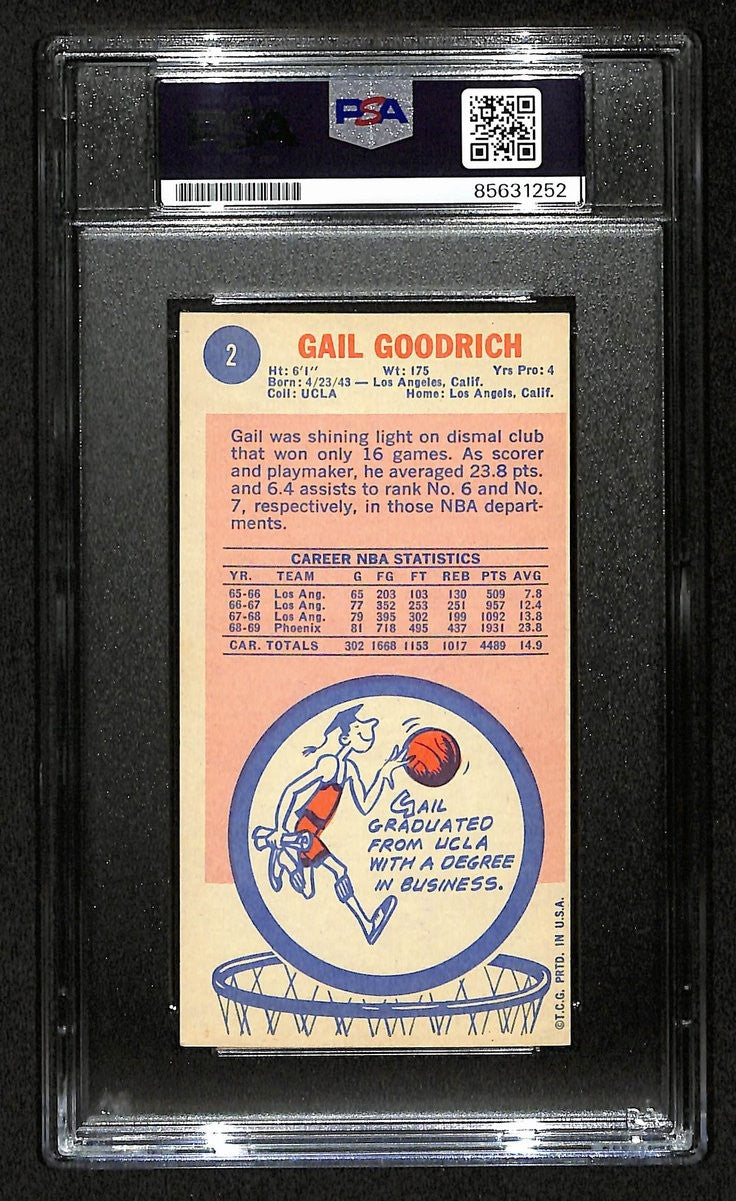 PSA
85631252
2
GAIL GOODRICH
Ht: 6'1" Wt: 175 Yrs Pro: 4
Born: 4/23/43 — Los Angeles, Calif.
Coll: UCLA Home: Los Angels, Calif.
Gail was shining light on dismal club
that won only 16 games. As scorer
and playmaker, he averaged 23.8 pts.
and 6.4 assists to rank No. 6 and No.
7, respectively, in those NBA depart-
ments.
CAREER NBA STATISTICS
YR. TEAM G FG FT REB PTS AVG
65-66 Los Ang. 65 203 103 130 509 7.8
66-67 Los Ang. 77 352 253 251 957 12.4
67-68 Los Ang. 79 395 302 199 1092 13.8
68-69 Phoenix 81 718 495 437 1931 23.8
CAR. TOTALS 302 1668 1153 1017 4489 14.9
GAIL
GRADUATED
FROM UCLA
WITH A DEGREE
IN BUSINESS.
©T.C.G. PRTD. IN U.S.A.